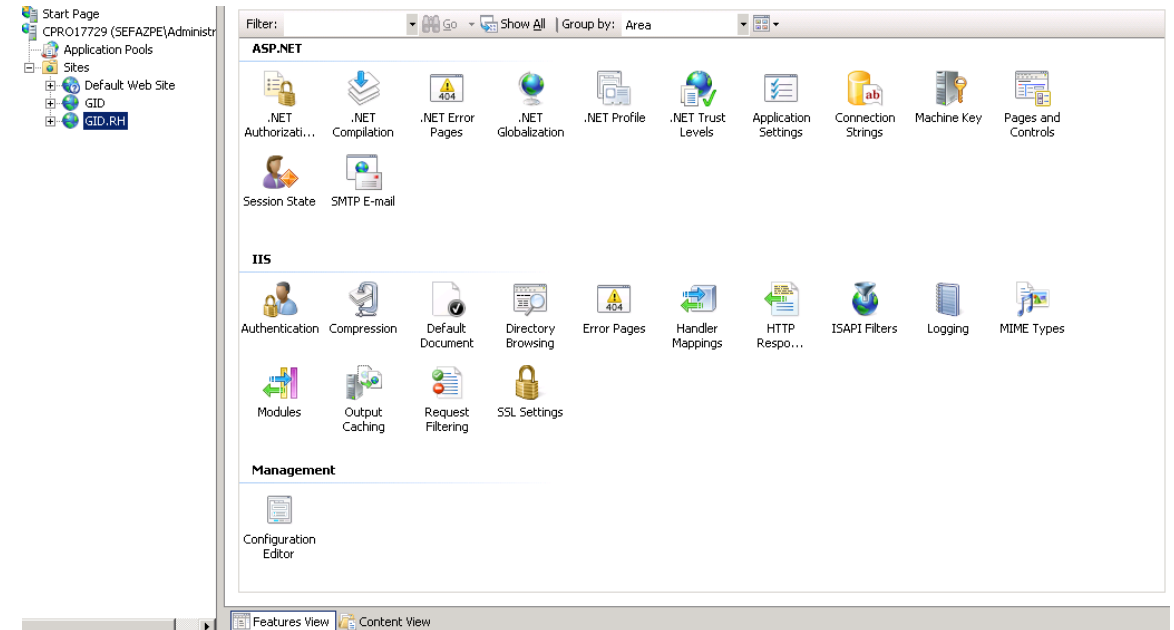 Start Page
CPRO17729 (SEFAZPE\Administr
Application Pools
Sites
Default Web Site
GID
GID.RH
Filter:
Go
Show All
Group by: Area
ASP.NET
.NET Authorizati...
.NET Compilation
.NET Error Pages
.NET Globalization
.NET Profile
.NET Trust Levels
Application Settings
Connection Strings
Machine Key
Pages and Controls
Session State
SMTP E-mail
IIS
Authentication
Compression
Default Document
Directory Browsing
Error Pages
Handler Mappings
HTTP Respo...
ISAPI Filters
Logging
MIME Types
Modules
Output Caching
Request Filtering
SSL Settings
Management
Configuration Editor
Features View
Content View
404
ab
404